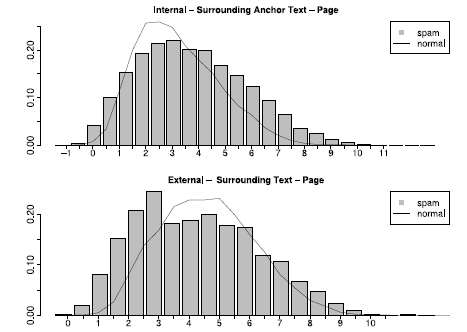 Internal – Surrounding Anchor Text – Page
spam
normal
0.00 0.10 0.20
−1 0 1 2 3 4 5 6 7 8 9 10 11
External – Surrounding Text – Page
spam
normal
0.00 0.10 0.20
0 1 2 3 4 5 6 7 8 9 10